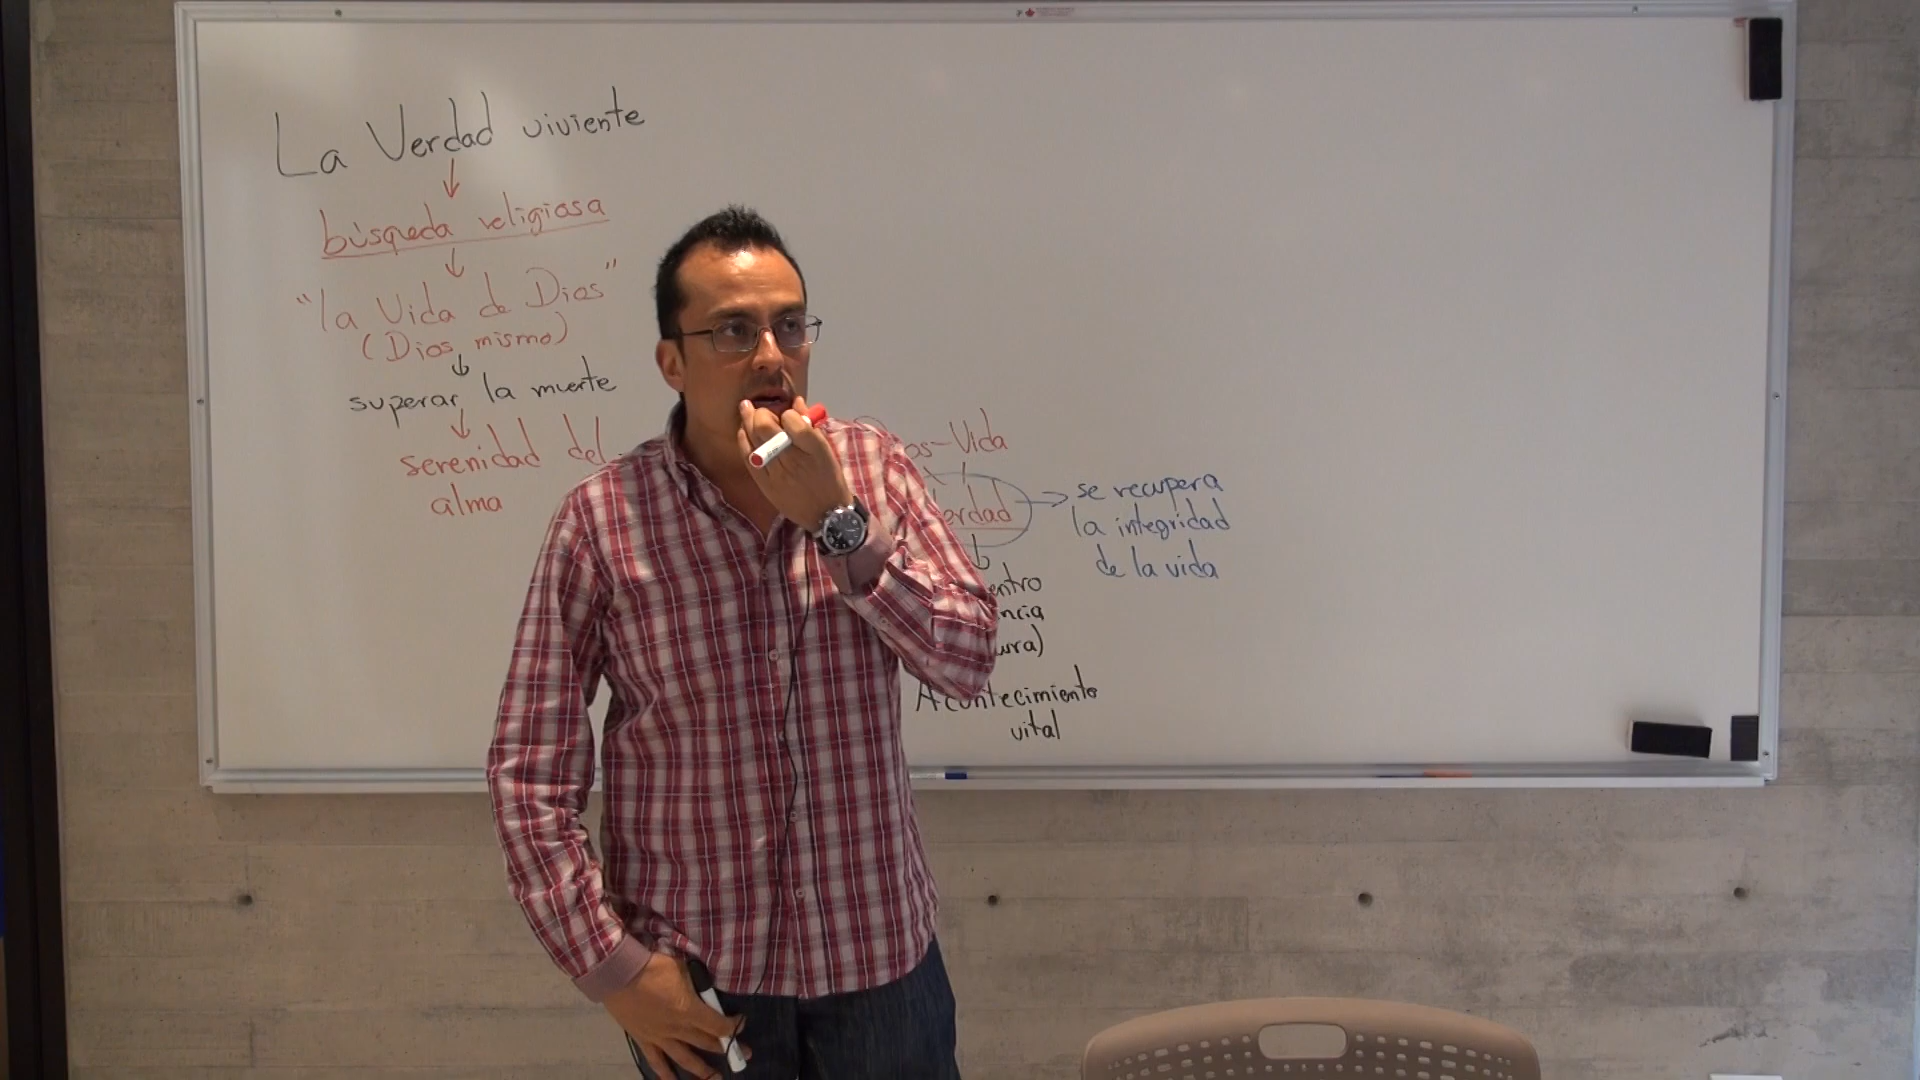 La Verdad viviente
↓
búsqueda religiosa
↓
"la Vida de Dios"
(Dios mismo)
↓
superar la muerte
↓
serenidad del
alma
os-Vida
erdad → se recupera
la integridad
de la vida
↓
entro
ncia
ura)
Acontecimiento
vital